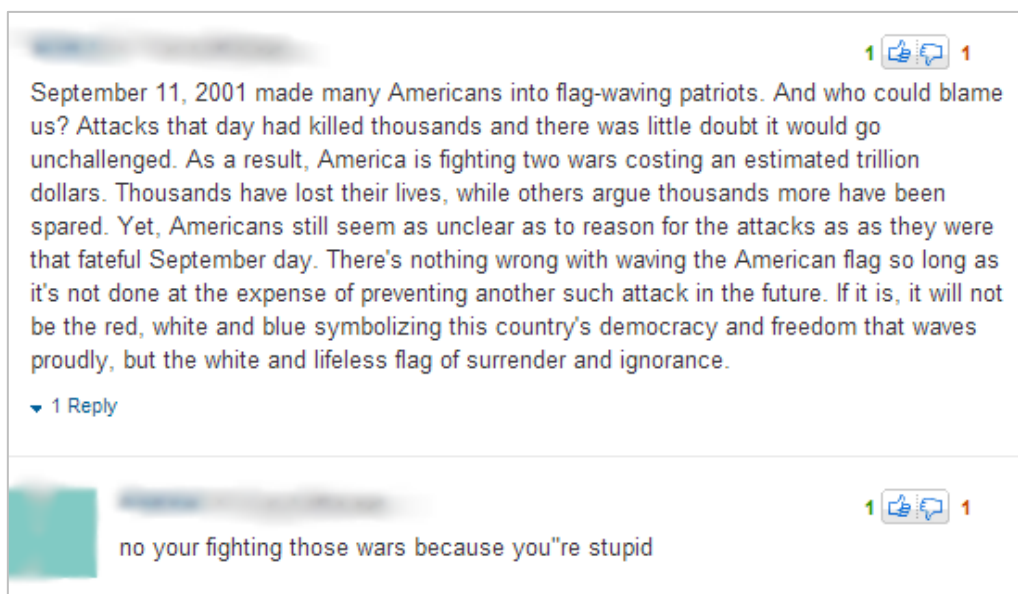 1 1
September 11, 2001 made many Americans into flag-waving patriots. And who could blame
us? Attacks that day had killed thousands and there was little doubt it would go
unchallenged. As a result, America is fighting two wars costing an estimated trillion
dollars. Thousands have lost their lives, while others argue thousands more have been
spared. Yet, Americans still seem as unclear as to reason for the attacks as as they were
that fateful September day. There's nothing wrong with waving the American flag so long as
it's not done at the expense of preventing another such attack in the future. If it is, it will not
be the red, white and blue symbolizing this country's democracy and freedom that waves
proudly, but the white and lifeless flag of surrender and ignorance.
1 Reply
1 1
no your fighting those wars because you"re stupid